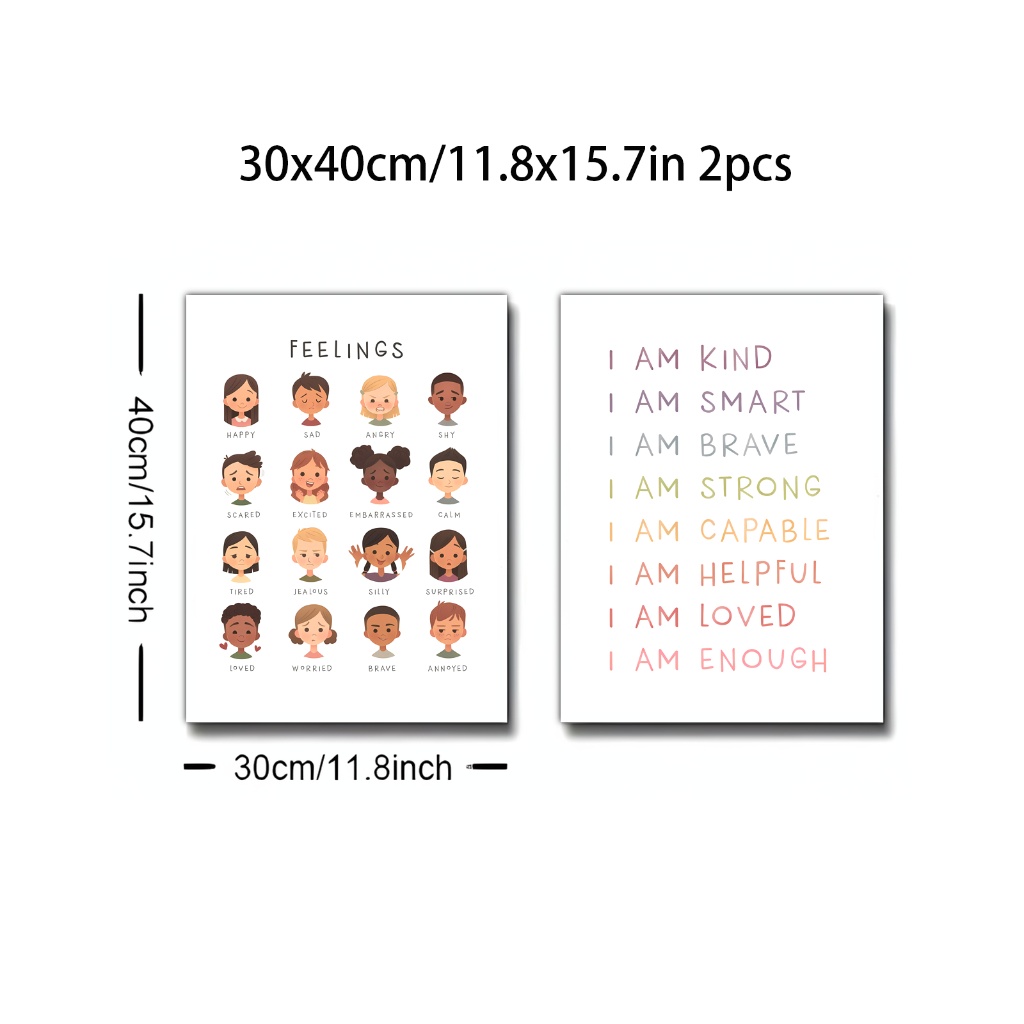 30x40cm/11.8x15.7in 2pcs
40cm/15.7inch
FEELINGS
HAPPY SAD ANGRY SHY
SCARED EXCITED EMBARRASSED CALM
TIRED JEALOUS SILLY SURPRISED
LOVED WORRIED BRAVE ANNOYED
I AM KIND
I AM SMART
I AM BRAVE
I AM STRONG
I AM CAPABLE
I AM HELPFUL
I AM LOVED
I AM ENOUGH
30cm/11.8inch